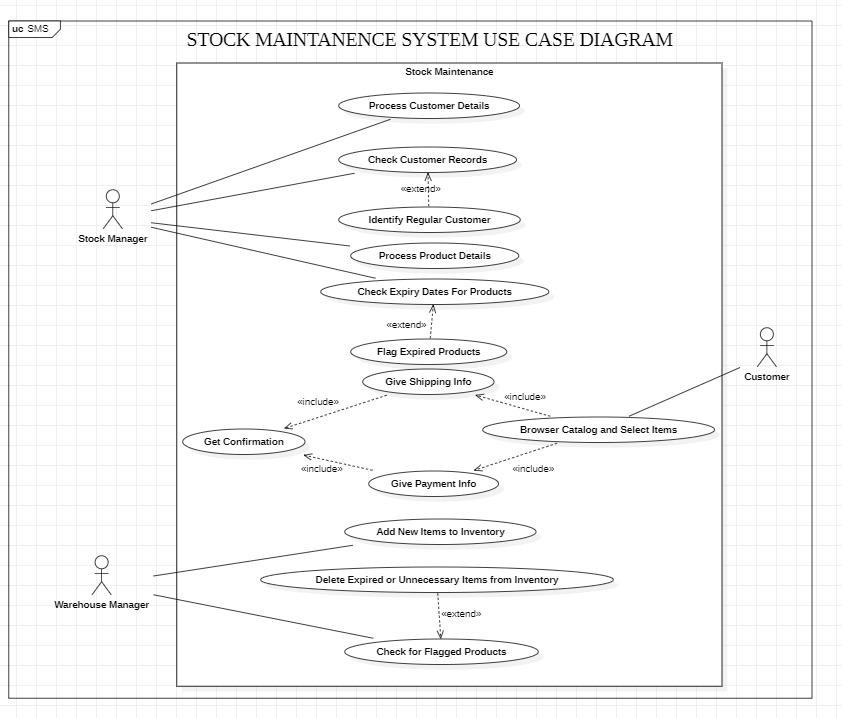 uc SMS
STOCK MAINTANENCE SYSTEM USE CASE DIAGRAM
Stock Maintenance
Process Customer Details
Check Customer Records
«extend»
Identify Regular Customer
Stock Manager
Process Product Details
Check Expiry Dates For Products
«extend»
Flag Expired Products
Give Shipping Info
Customer
«include»
«include»
Browser Catalog and Select Items
Get Confirmation
«include»
«include»
Give Payment Info
Add New Items to Inventory
Delete Expired or Unnecessary Items from Inventory
Warehouse Manager
«extend»
Check for Flagged Products